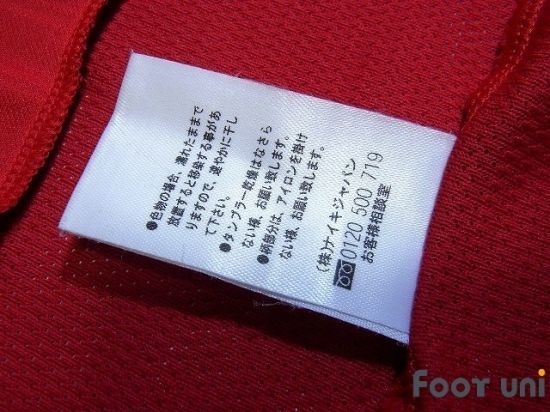 ●色物の場合、濡れたままで
放置すると移染する事があ
りますので、速やかに干し
て下さい。
●タンブラー乾燥はなさら
ない様、お願い致します。
●柄部分は、アイロンを掛け
ない様、お願い致します。
(株)ナイキジャパン
0120 500 719
お客様相談室
FOOT UNI